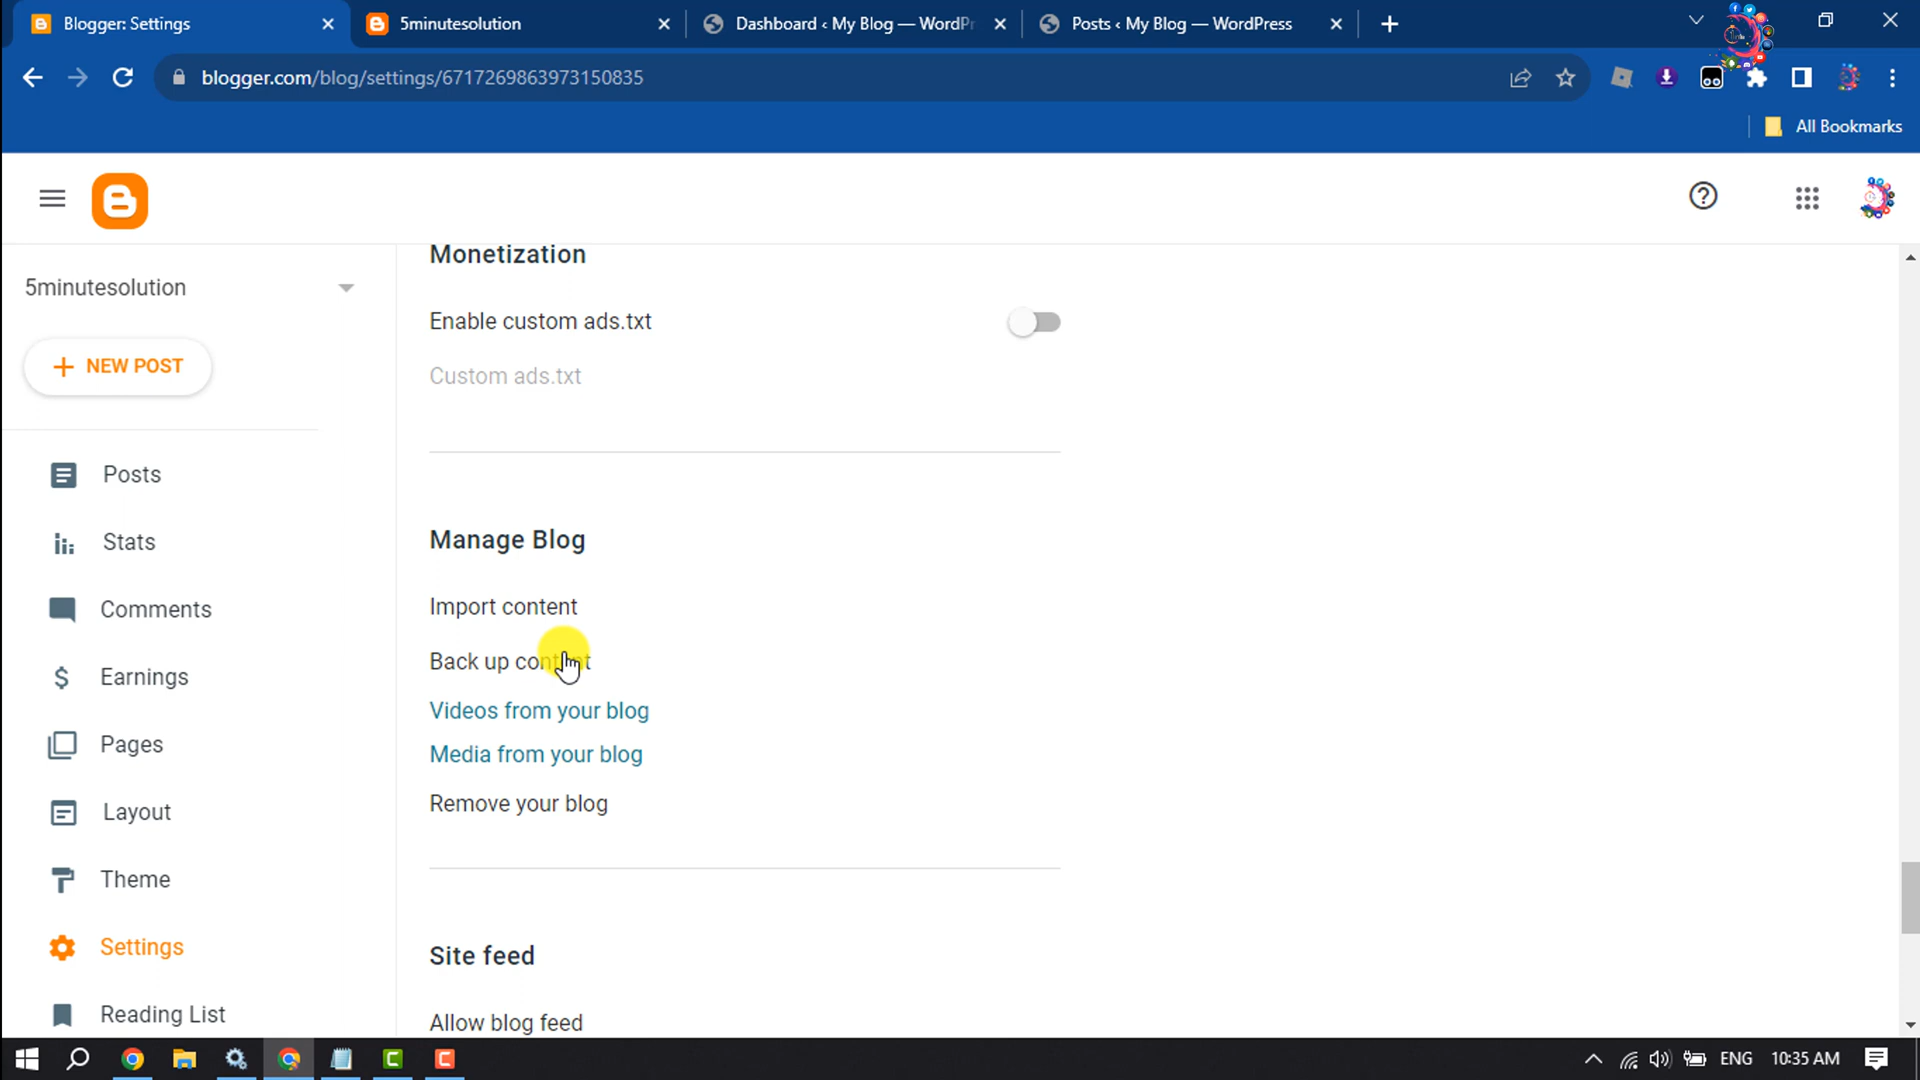 Blogger: Settings
5minutesolution
Dashboard ‹ My Blog — WordPr
Posts ‹ My Blog — WordPress
blogger.com/blog/settings/6717269863973150835
All Bookmarks
5minutesolution
NEW POST
Posts
Stats
Comments
Earnings
Pages
Layout
Theme
Settings
Reading List
Monetization
Enable custom ads.txt
Custom ads.txt
Manage Blog
Import content
Back up content
Videos from your blog
Media from your blog
Remove your blog
Site feed
Allow blog feed
ENG
10:35 AM